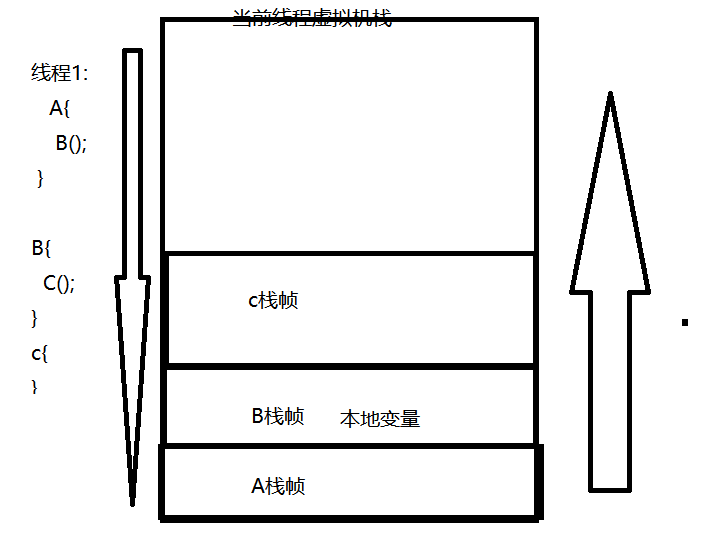 当前线程虚拟机栈
线程1:
A{
B();
}
B{
C();
}
c{
}
c栈帧
B栈帧 本地变量
A栈帧